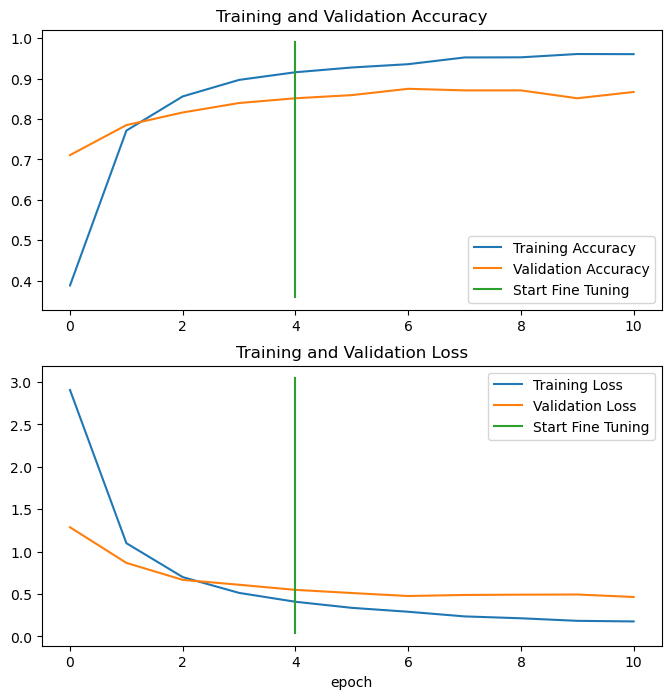 Training and Validation Accuracy
1.0
0.9
0.8
0.7
0.6
0.5
0.4
Training Accuracy
Validation Accuracy
Start Fine Tuning
0 2 4 6 8 10
Training and Validation Loss
3.0
2.5
2.0
1.5
1.0
0.5
0.0
Training Loss
Validation Loss
Start Fine Tuning
0 2 4 6 8 10
epoch